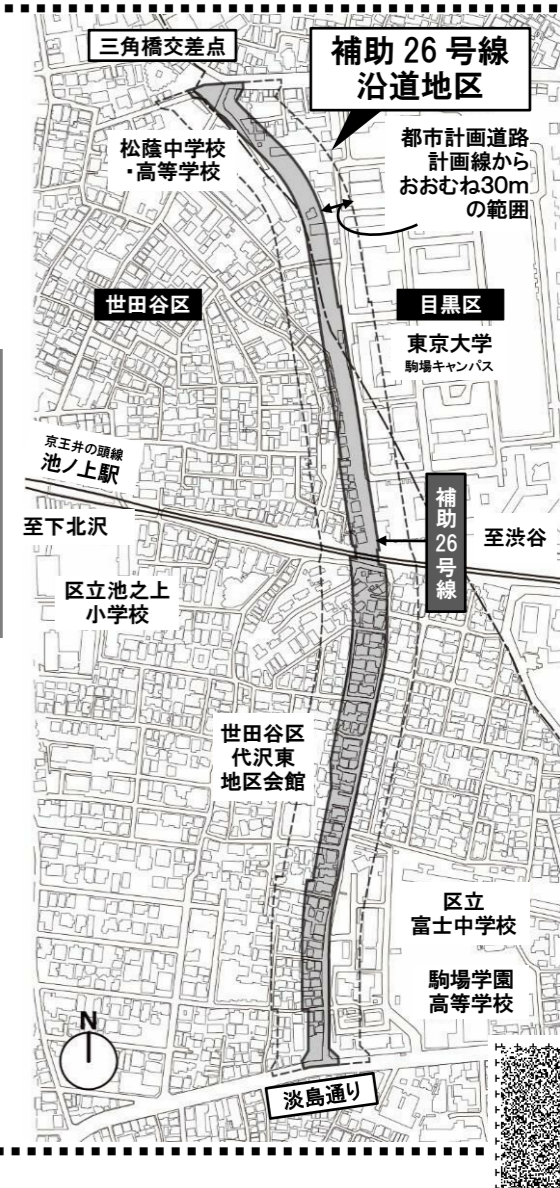 三角橋交差点
補助26号線
沿道地区
松蔭中学校
・高等学校
都市計画道路
計画線から
おおむね30m
の範囲
世田谷区
目黒区
東京大学
駒場キャンパス
京王井の頭線
池ノ上駅
補助26号線
至下北沢
至渋谷
区立池之上
小学校
世田谷区
代沢東
地区会館
区立
富士中学校
駒場学園
高等学校
N
淡島通り